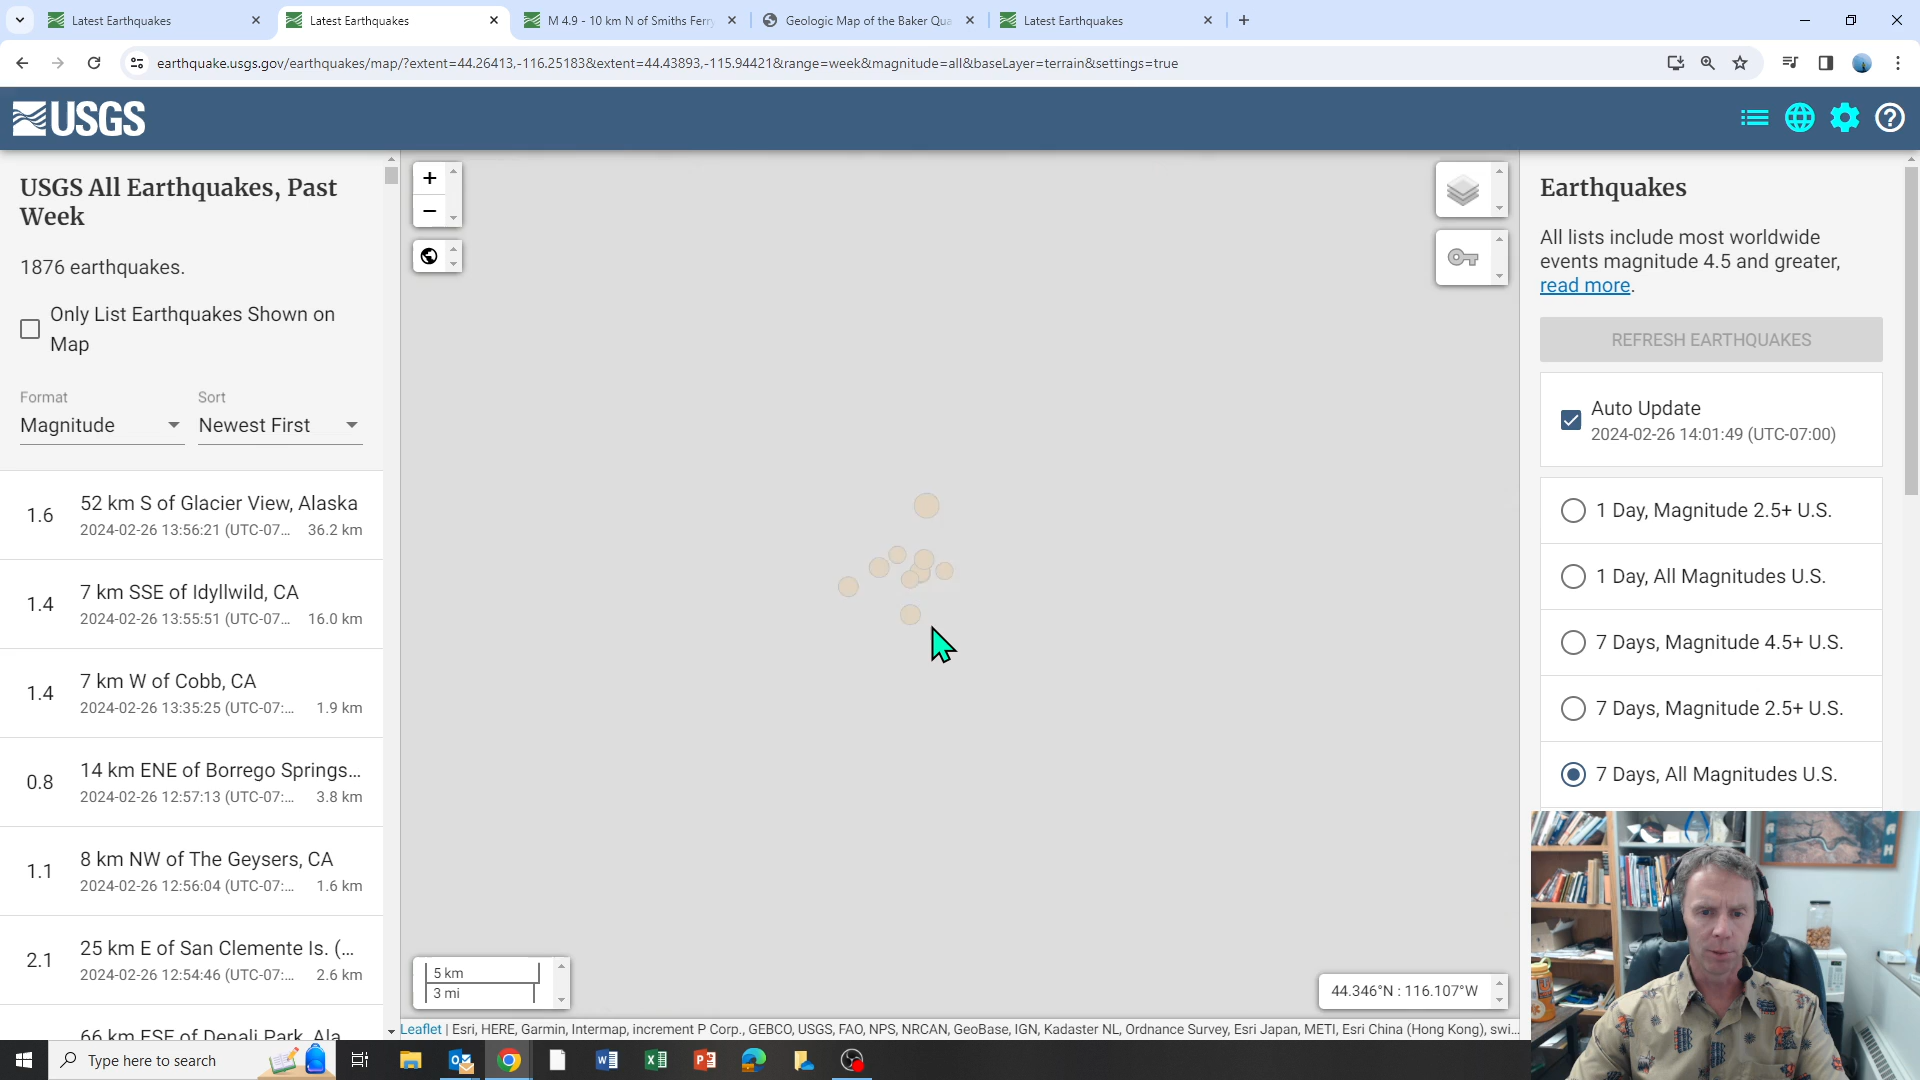 Latest Earthquakes
Latest Earthquakes
M 4.9 - 10 km N of Smiths Ferry
Geologic Map of the Baker Qua
Latest Earthquakes
earthquake.usgs.gov/earthquakes/map/?extent=44.26413,-116.25183&extent=44.43893,-115.94421&range=week&magnitude=all&baseLayer=terrain&settings=true
USGS
USGS All Earthquakes, Past
Week
1876 earthquakes.
Only List Earthquakes Shown on
Map
Format
Magnitude
Sort
Newest First
1.6
52 km S of Glacier View, Alaska
2024-02-26 13:56:21 (UTC-07... 36.2 km
1.4
7 km SSE of Idyllwild, CA
2024-02-26 13:55:51 (UTC-07... 16.0 km
1.4
7 km W of Cobb, CA
2024-02-26 13:35:25 (UTC-07:... 1.9 km
0.8
14 km ENE of Borrego Springs...
2024-02-26 12:57:13 (UTC-07:... 3.8 km
1.1
8 km NW of The Geysers, CA
2024-02-26 12:56:04 (UTC-07:... 1.6 km
2.1
25 km E of San Clemente Is. (...
2024-02-26 12:54:46 (UTC-07:... 2.6 km
66 km ESE of Denali Park, Ala
+
−
5 km
3 mi
44.346°N : 116.107°W
Leaflet | Esri, HERE, Garmin, Intermap, increment P Corp., GEBCO, USGS, FAO, NPS, NRCAN, GeoBase, IGN, Kadaster NL, Ordnance Survey, Esri Japan, METI, Esri China (Hong Kong), swi...
Earthquakes
All lists include most worldwide
events magnitude 4.5 and greater,
read more.
REFRESH EARTHQUAKES
Auto Update
2024-02-26 14:01:49 (UTC-07:00)
1 Day, Magnitude 2.5+ U.S.
1 Day, All Magnitudes U.S.
7 Days, Magnitude 4.5+ U.S.
7 Days, Magnitude 2.5+ U.S.
7 Days, All Magnitudes U.S.
Type here to search